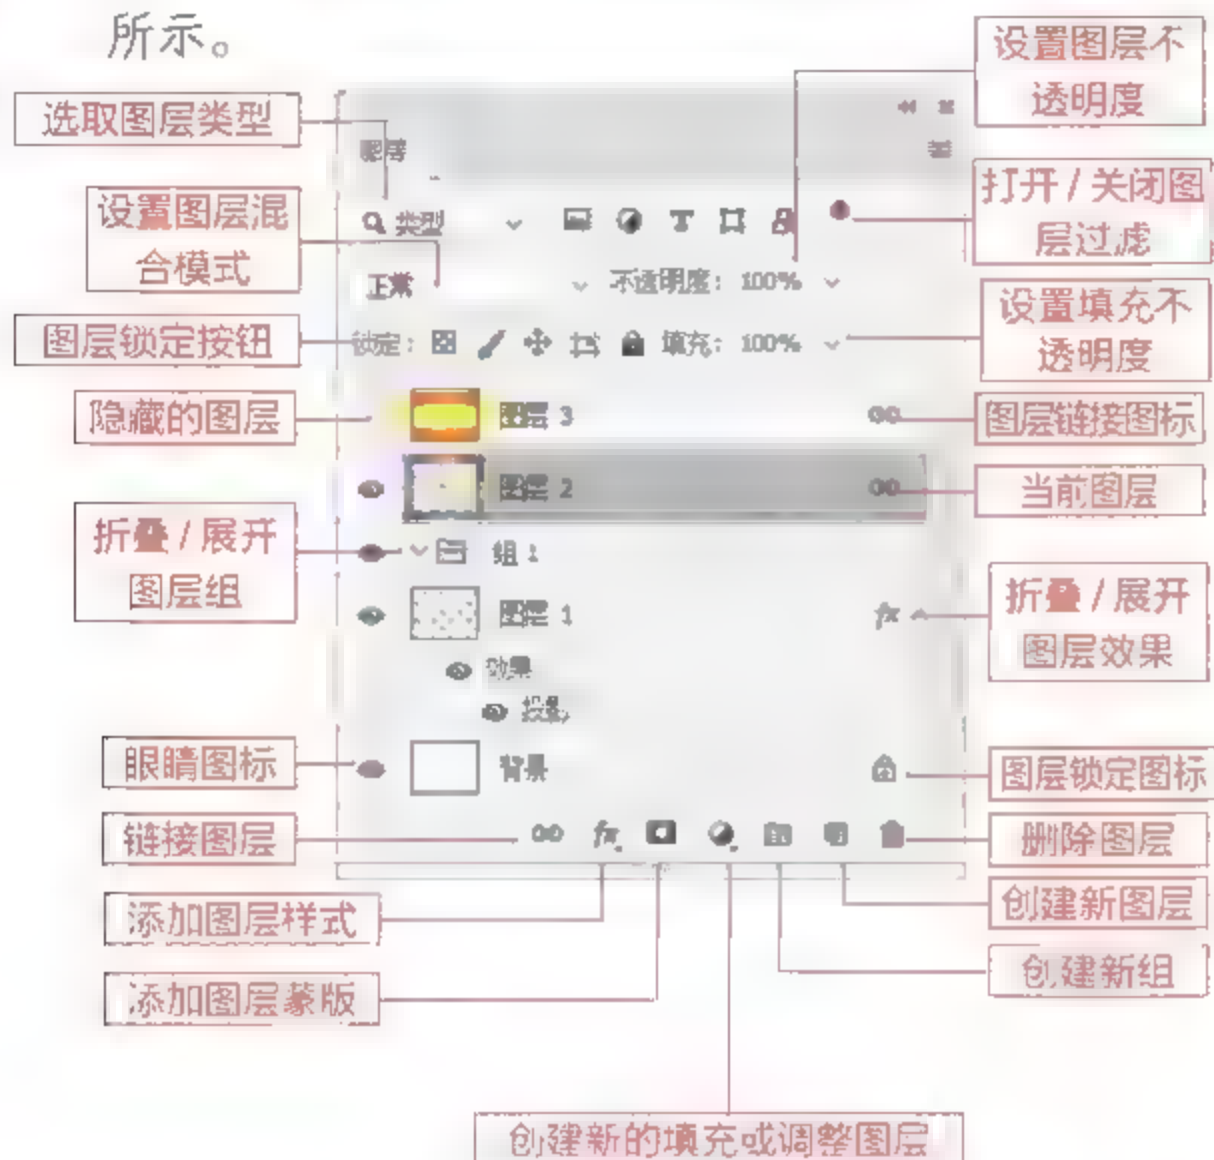 所示。
设置图层不
透明度
选取图层类型
图层
打开 / 关闭图
层过滤
设置图层混
合模式
类型
正常
不透明度: 100%
设置填充不
透明度
图层锁定按钮
锁定:
填充: 100%
隐藏的图层
图层 3
图层链接图标
图层 2
当前图层
折叠 / 展开
图层组
组 1
图层 1
fx
折叠 / 展开
图层效果
效果
投影
眼睛图标
背景
图层锁定图标
链接图层
fx
删除图层
创建新图层
添加图层样式
创建新组
添加图层蒙版
创建新的填充或调整图层